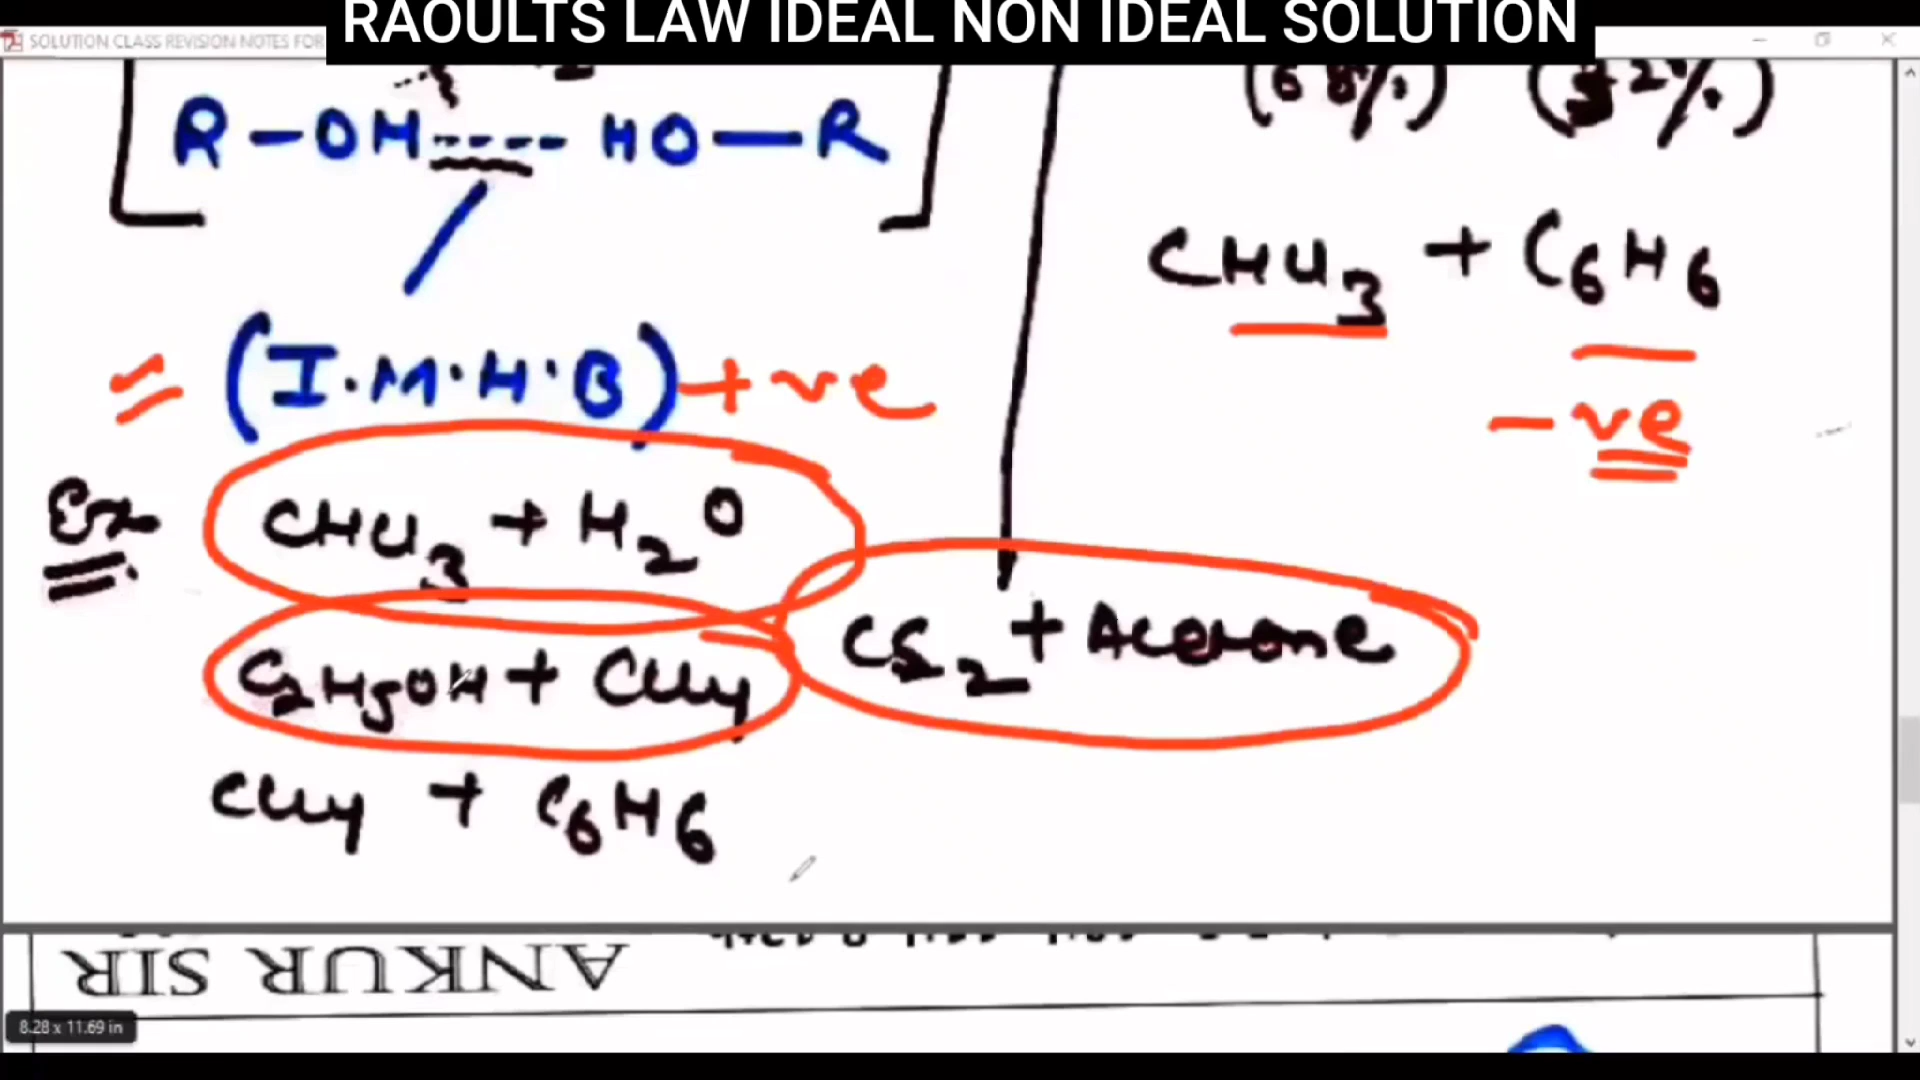 RAOULTS LAW IDEAL NON IDEAL SOLUTION
SOLUTION CLASS REVISION NOTES FOR
R-OH---- HO-R
(I.M.H.B) +ve
Ex
CHCl3 + H2O
C2H5OH + CCl4
CCl4 + C6H6
CS2 + Acetone
(68%) (32%)
CHCl3 + C6H6
-ve
ANKUR SIR
8.28 x 11.69 in